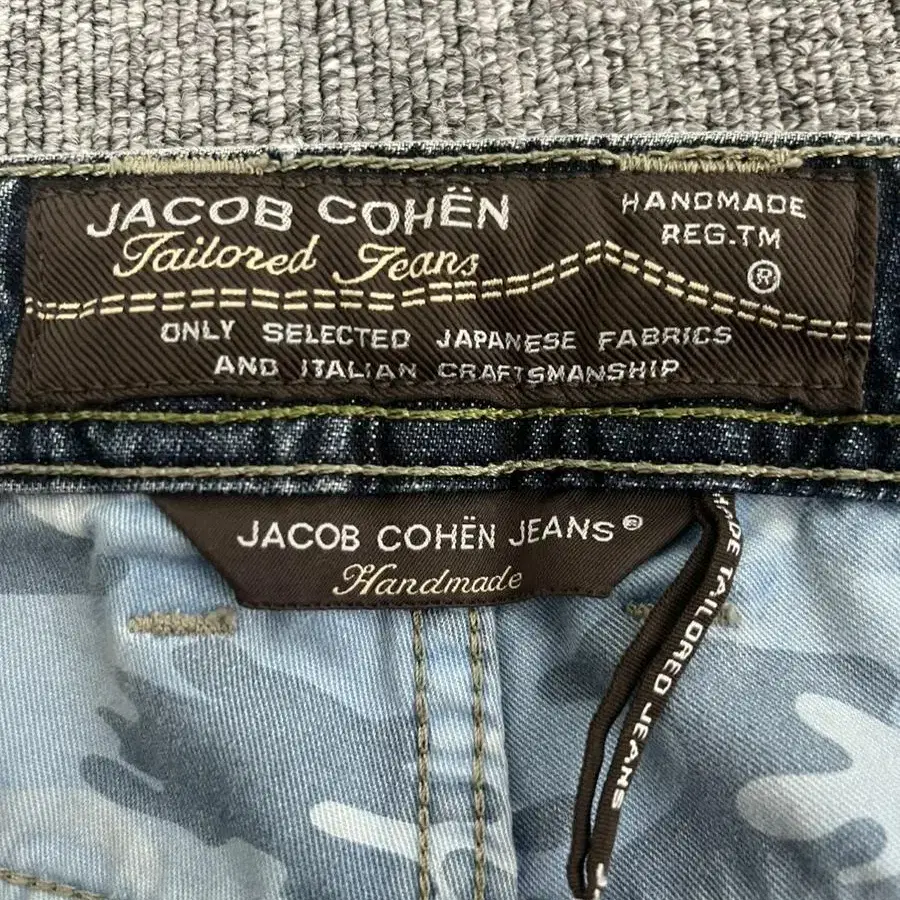 JACOB COHËN
Tailored Jeans
HANDMADE
REG.TM
®
ONLY SELECTED JAPANESE FABRICS
AND ITALIAN CRAFTSMANSHIP
JACOB COHËN JEANS®
Handmade
TAILORED JEANS